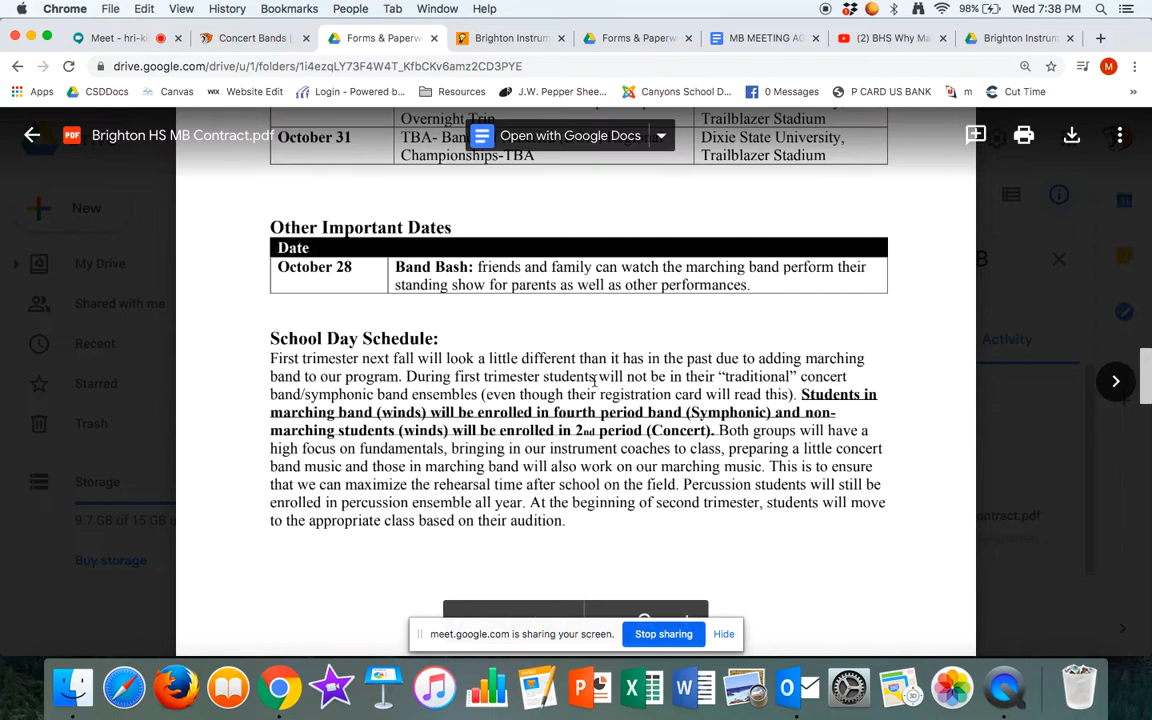 Chrome File Edit View History Bookmarks People Tab Window Help 98% Wed 7:38 PM
Meet - hri-k Concert Bands | Forms & Paperw Brighton Instrum Forms & Paperw MB MEETING AG (2) BHS Why Ma Brighton Instrum
drive.google.com/drive/u/1/folders/1i4ezqLY73F4W4T_KfbCKv6amz2CD3PYE
Apps CSDDocs Canvas Website Edit Login - Powered b... Resources J.W. Pepper Shee... Canyons School D... 0 Messages P CARD US BANK m Cut Time »
Brighton HS MB Contract.pdf Open with Google Docs
Overnight Trip Trailblazer Stadium
October 31 TBA- Dixie State University,
Championships-TBA Trailblazer Stadium
New
My Drive
Shared with me
Recent
Starred
Trash
Storage
9.7 GB of 15 GB
Buy storage
Activity
ontract.pdf
Other Important Dates
Date
October 28 Band Bash: friends and family can watch the marching band perform their
standing show for parents as well as other performances.
School Day Schedule:
First trimester next fall will look a little different than it has in the past due to adding marching
band to our program. During first trimester students will not be in their “traditional” concert
band/symphonic band ensembles (even though their registration card will read this). Students in
marching band (winds) will be enrolled in fourth period band (Symphonic) and non-
marching students (winds) will be enrolled in 2nd period (Concert). Both groups will have a
high focus on fundamentals, bringing in our instrument coaches to class, preparing a little concert
band music and those in marching band will also work on our marching music. This is to ensure
that we can maximize the rehearsal time after school on the field. Percussion students will still be
enrolled in percussion ensemble all year. At the beginning of second trimester, students will move
to the appropriate class based on their audition.
meet.google.com is sharing your screen. Stop sharing Hide